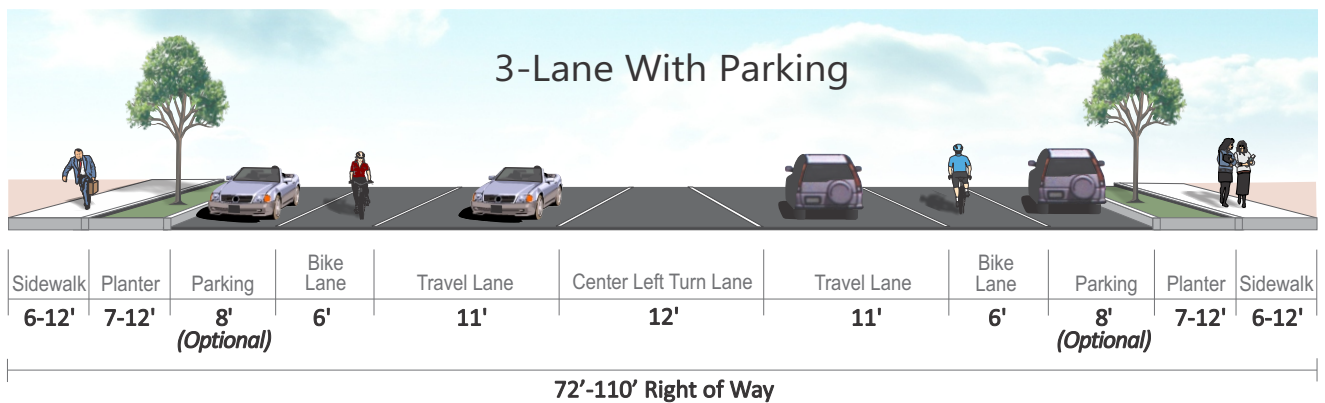 3-Lane With Parking
Sidewalk
Planter
Parking
Bike
Lane
Travel Lane
Center Left Turn Lane
Travel Lane
Bike
Lane
Parking
Planter
Sidewalk
6-12'
7-12'
8'
(Optional)
6'
11'
12'
11'
6'
8'
(Optional)
7-12'
6-12'
72’-110’ Right of Way